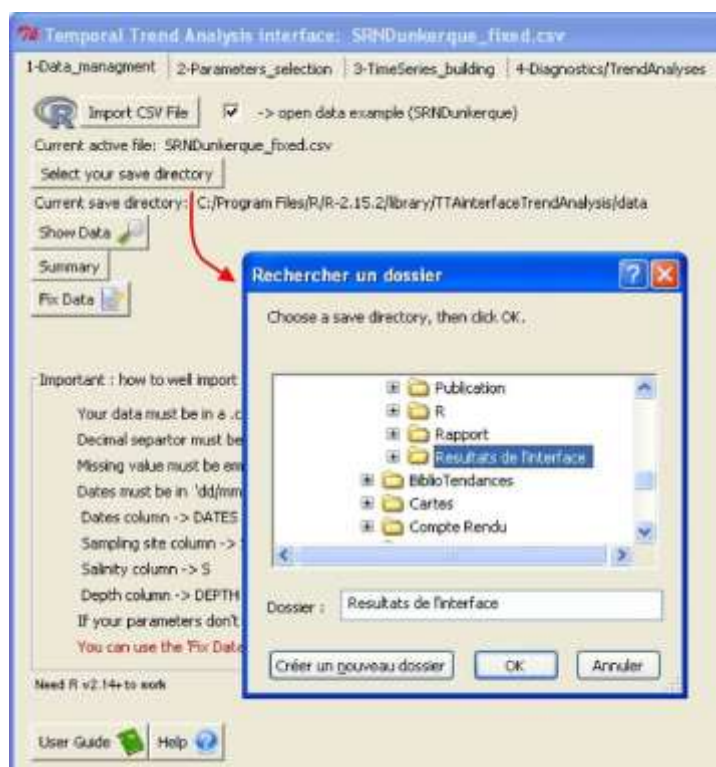 Temporal Trend Analysis interface: SRNDunkerque_fixed.csv
1-Data_managment 2-Parameters_selection 3-TimeSeries_building 4-Diagnostics/TrendAnalyses
Import CSV File -> open data example (SRNDunkerque)
Current active file: SRNDunkerque_fixed.csv
Select your save directory
Current save directory: C:/Program Files/R/R-2.15.2/library/TTAinterfaceTrendAnalysis/data
Show Data
Summary
Fix Data
Rechercher un dossier
Choose a save directory, then click OK.
Publication
R
Rapport
Resultats de l'interface
BiblioTendances
Cartes
Compte Rendu
Dossier : Resultats de l'interface
Créer un nouveau dossier OK Annuler
Important : how to well import
Your data must be in a .c
Decimal separtor must be
Missing value must be em
Dates must be in 'dd/mm
Dates column -> DATES
Sampling site column ->
Salinity column -> S
Depth column -> DEPTH
If your parameters don't
You can use the 'Fix Data
Need R v2.14+ to work
User Guide Help